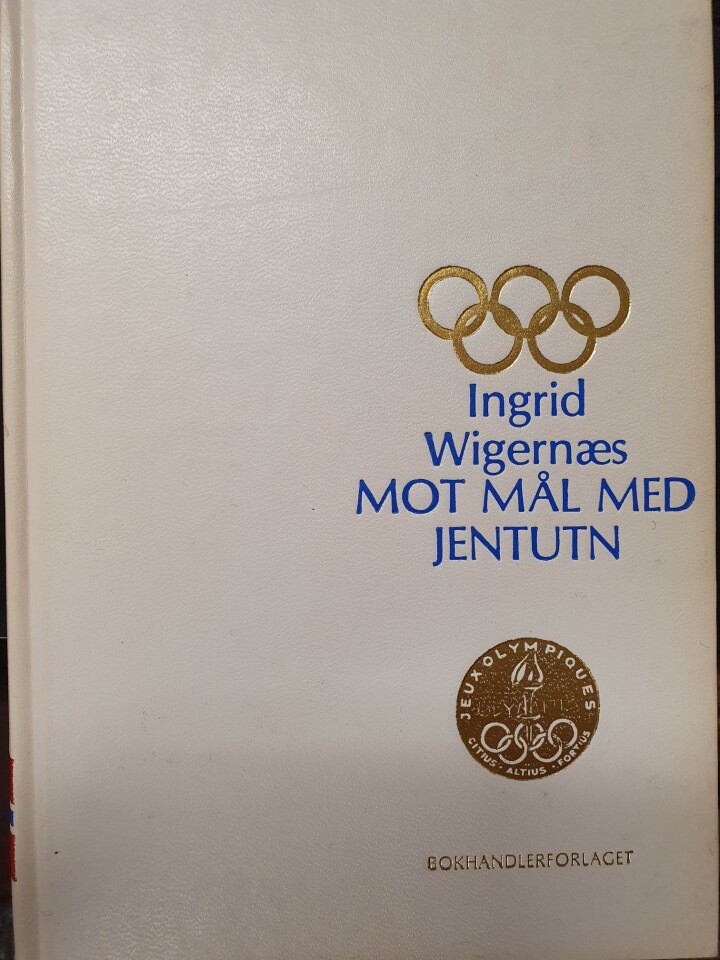 Ingrid
Wigernæs
MOT MÅL MED
JENTUTN
JEUX OLYMPIQUES
CITIUS · ALTIUS · FORTIUS
BOKHANDLERFORLAGET